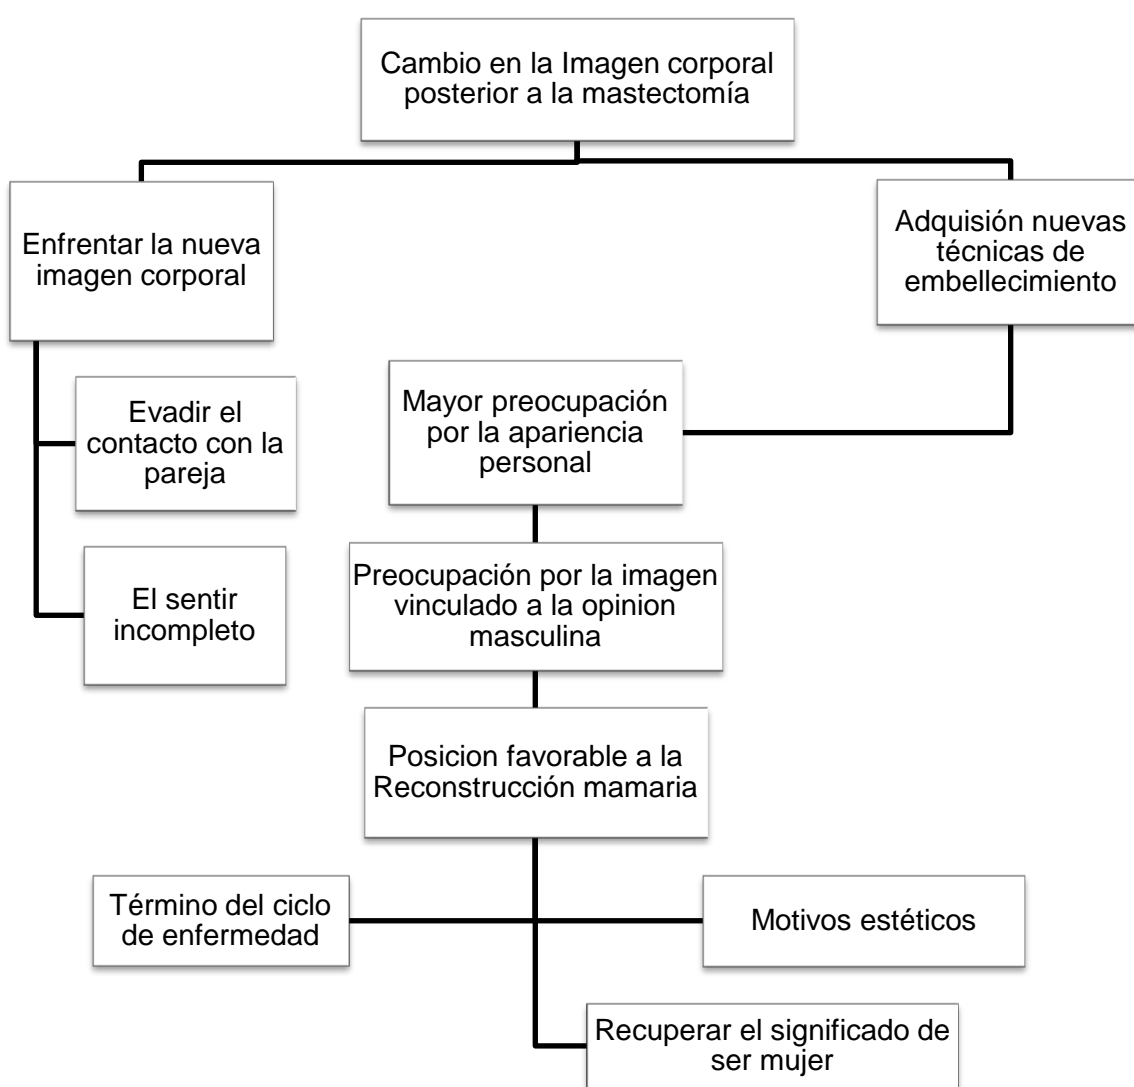 Cambio en la Imagen corporal
posterior a la mastectomía
Enfrentar la nueva
imagen corporal
Adquisión nuevas
técnicas de
embellecimiento
Evadir el
contacto con la
pareja
Mayor preocupación
por la apariencia
personal
El sentir
incompleto
Preocupación por la imagen
vinculado a la opinion
masculina
Posicion favorable a la
Reconstrucción mamaria
Término del ciclo
de enfermedad
Motivos estéticos
Recuperar el significado de
ser mujer